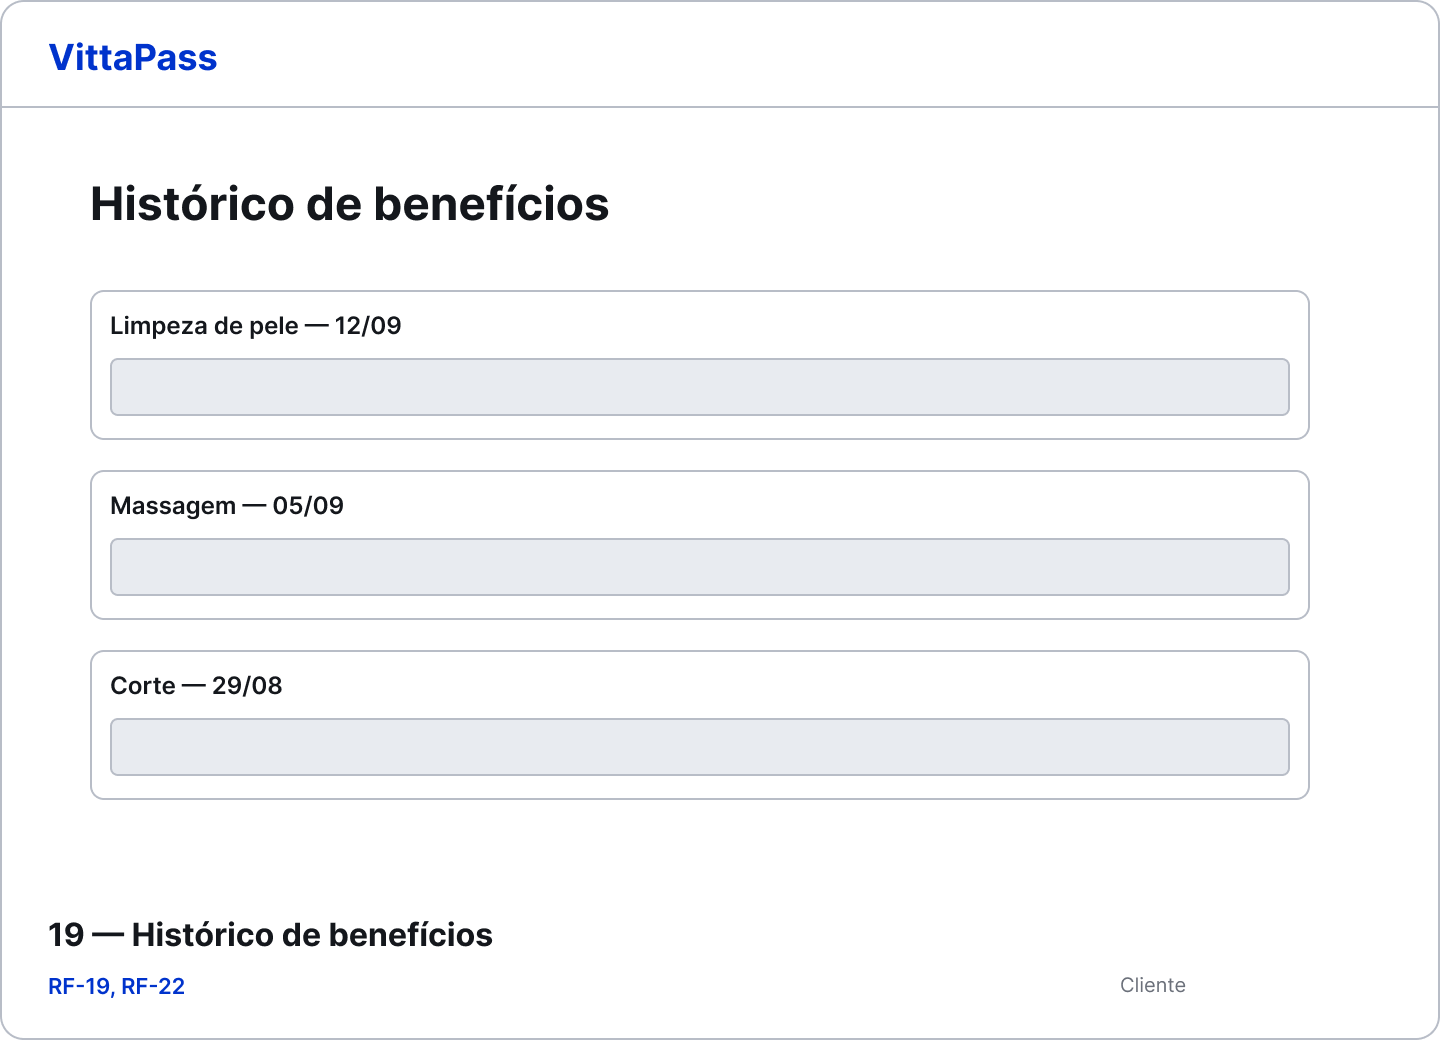 VittaPass
Histórico de benefícios
Limpeza de pele — 12/09
Massagem — 05/09
Corte — 29/08
19 — Histórico de benefícios
RF-19, RF-22
Cliente